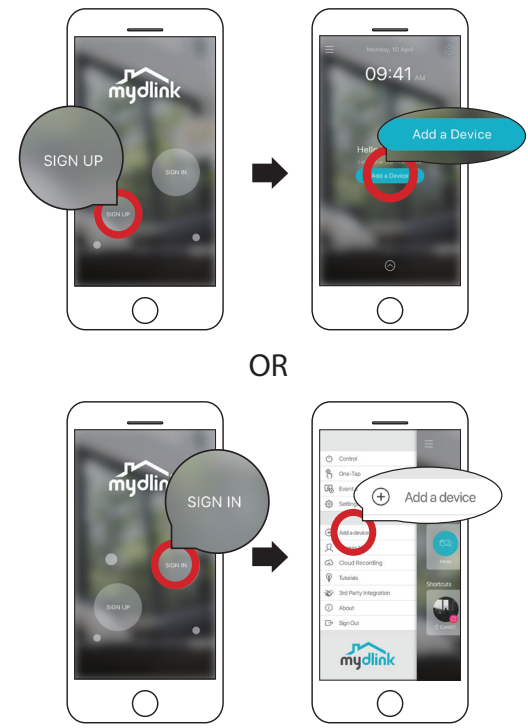 mydlink
SIGN UP
SIGN IN
SIGN UP
Monday, 10 April
09:41 AM
Add a Device
Hello
Add a Device
OR
mydlink
SIGN IN
SIGN IN
SIGN UP
Control
One-Tap
Event
Settings
Add a device
Add a device
Cloud Recording
Tutorials
3rd Party Integration
About
Sign Out
Shortcuts
mydlink